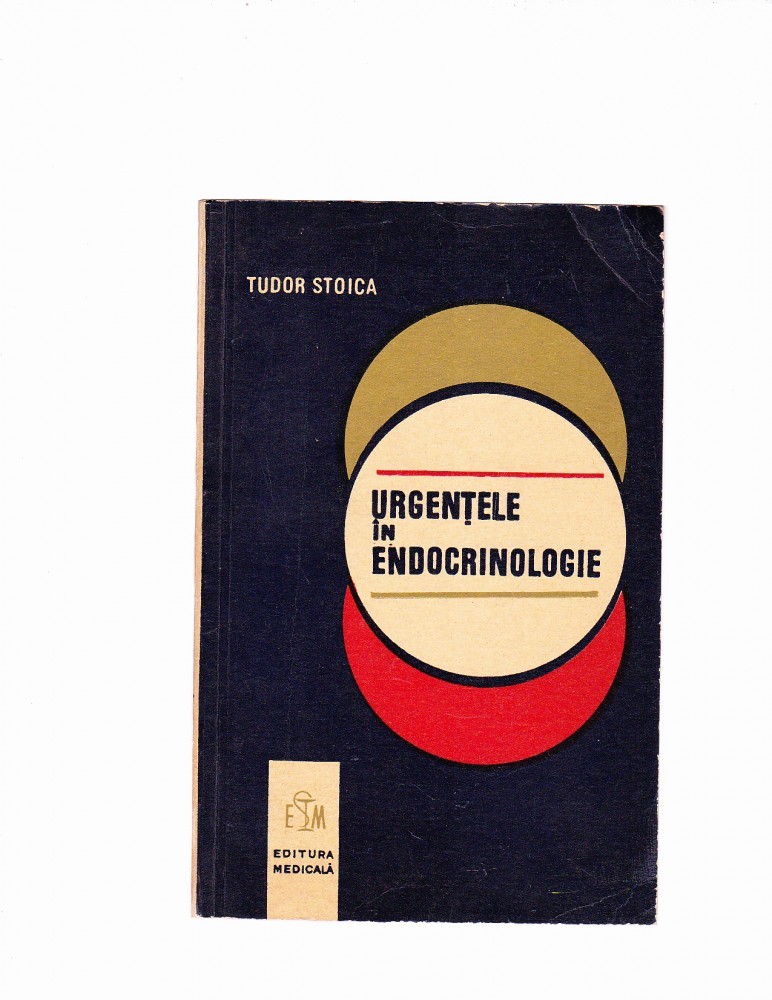 TUDOR STOICA
URGENȚELE
ÎN
ENDOCRINOLOGIE
ESM
EDITURA
MEDICALĂ